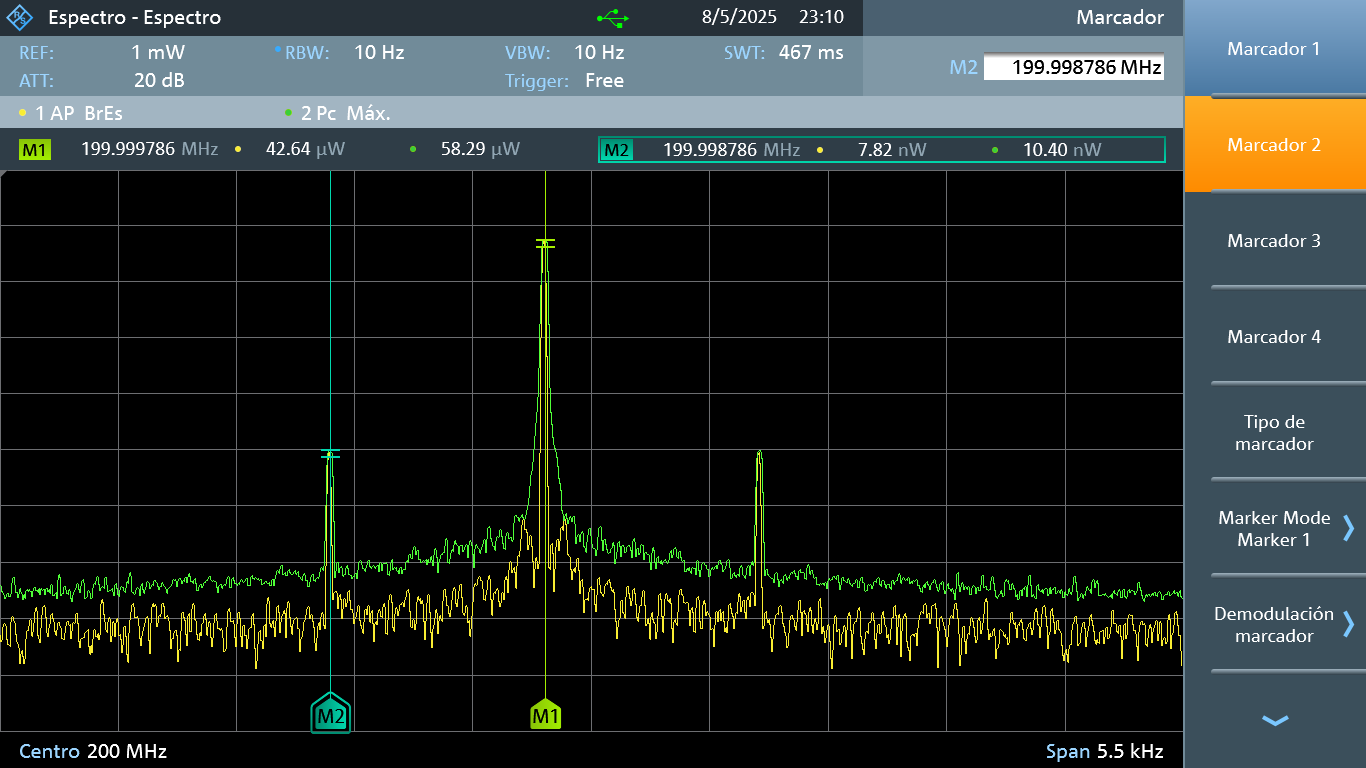 Espectro - Espectro 8/5/2025 23:10 Marcador
REF: 1 mW RBW: 10 Hz VBW: 10 Hz SWT: 467 ms
M2 199.998786 MHz
ATT: 20 dB Trigger: Free
1 AP BrEs 2 Pc Máx.
M1 199.999786 MHz 42.64 µW 58.29 µW M2 199.998786 MHz 7.82 nW 10.40 nW
M2 M1
Centro 200 MHz Span 5.5 kHz
Marcador 1
Marcador 2
Marcador 3
Marcador 4
Tipo de
marcador
Marker Mode
Marker 1
Demodulación
marcador